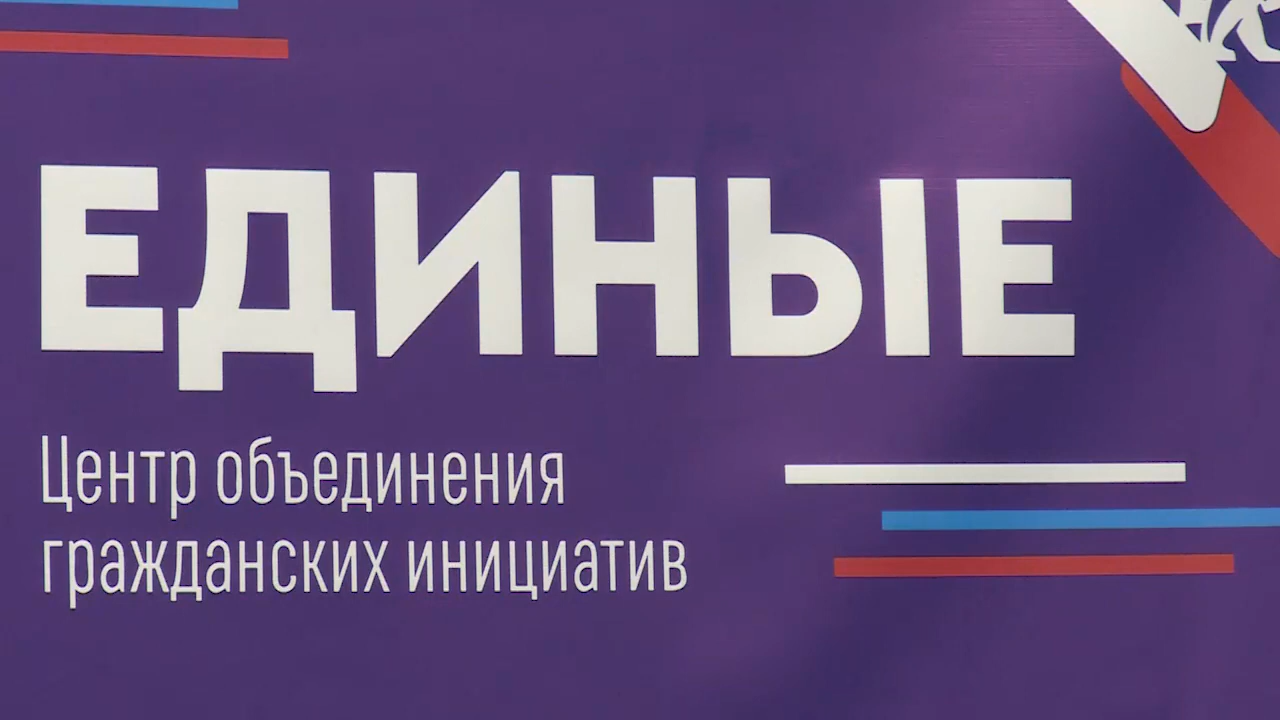 ЕДИНЫЕ
Центр объединения
гражданских инициатив